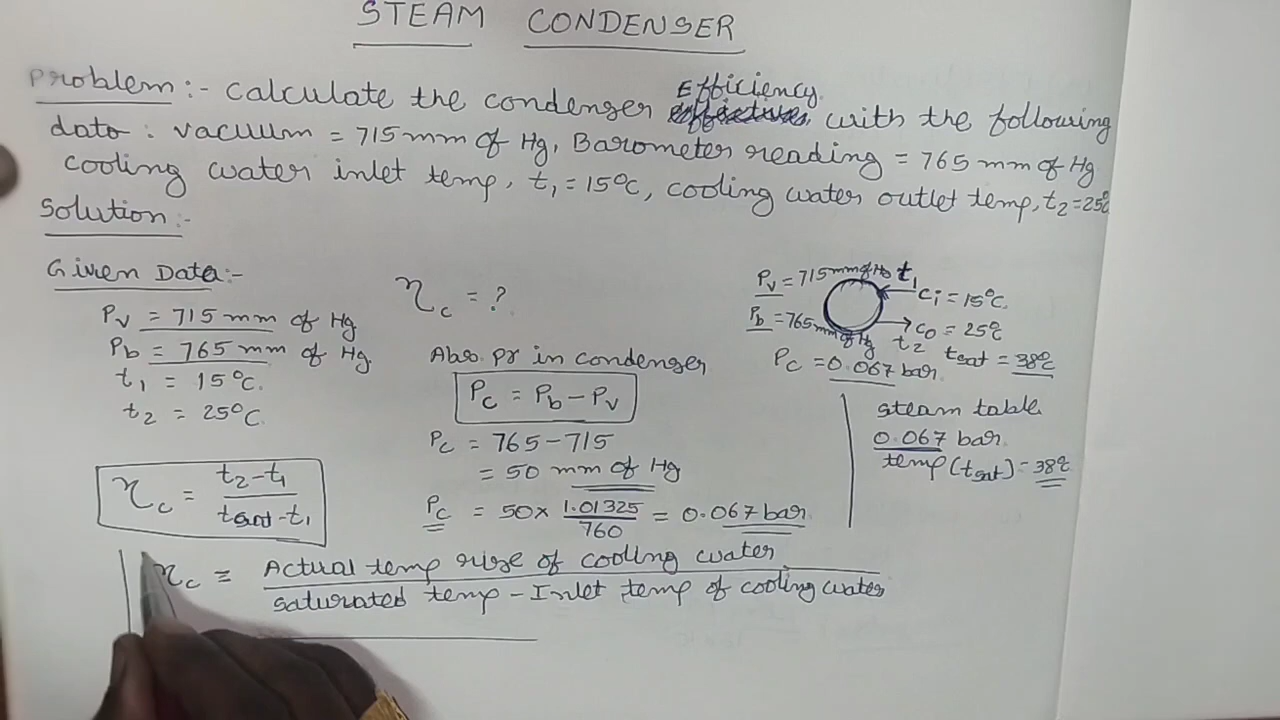 STEAM CONDENSER
Problem:- Calculate the condenser Efficiency with the following
data: vacuum = 715 mm of Hg, Barometer reading = 765 mm of Hg
cooling water inlet temp, t₁ = 15°C, cooling water outlet temp, t₂ = 25°C
Solution:-
Given Data:-
Pv = 715 mm of Hg
Pb = 765 mm of Hg
t₁ = 15°C.
t₂ = 25°C.
ηc = t₂-t₁ / tsat-t₁
ηc = ?
Abs. pr in condenser
Pc = Pb - Pv
Pc = 765 - 715
= 50 mm of Hg
Pc = 50 × 1.01325 / 760 = 0.067 bar
Pv = 715 mm of Hg t₁
Ci = 15°C.
Pb = 765 mm of Hg
Co = 25°C
t₂
Pc = 0.067 bar. tsat = 38°C
steam table
0.067 bar.
temp (tsat) = 38°C
ηc = Actual temp rise of cooling water / saturated temp - Inlet temp of cooling water